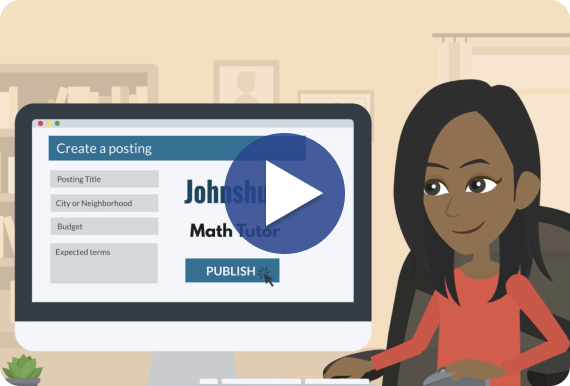 Create a posting
Posting Title
City or Neighborhood
Budget
Expected terms
Math Tutor
PUBLISH